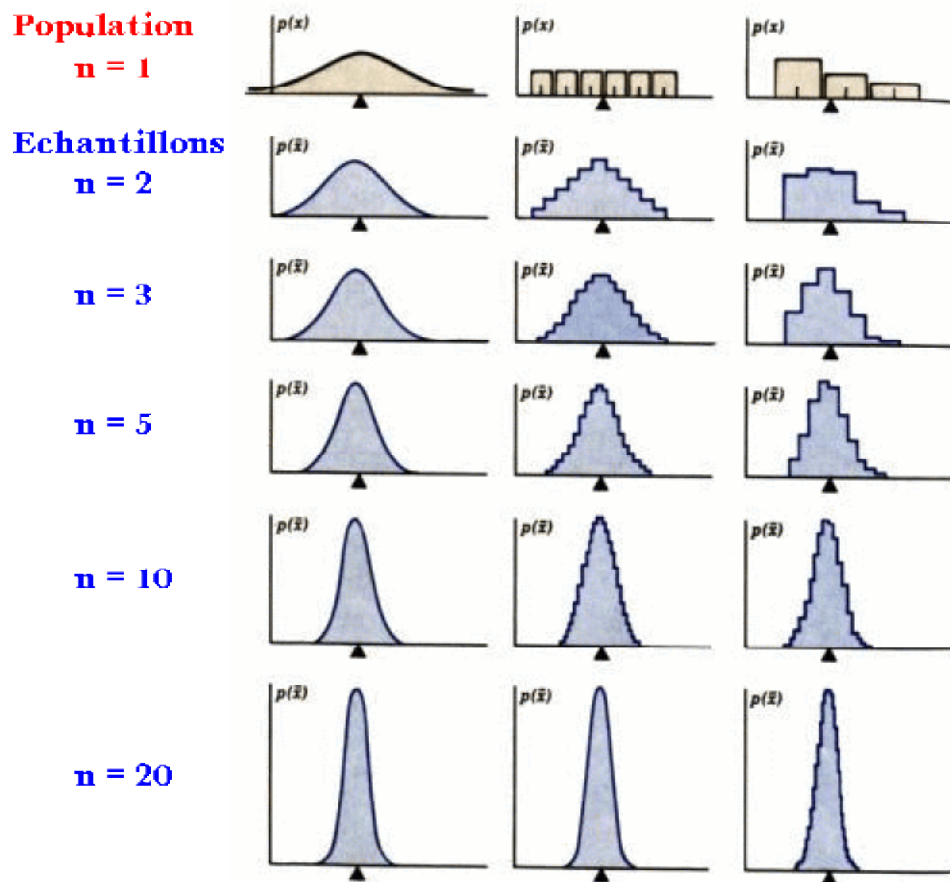 Population
n = 1
p(x)
p(x)
p(x)
Echantillons
n = 2
p(x̄)
p(x̄)
p(x̄)
n = 3
p(x̄)
p(x̄)
p(x̄)
n = 5
p(x̄)
p(x̄)
p(x̄)
n = 10
p(x̄)
p(x̄)
p(x̄)
n = 20
p(x̄)
p(x̄)
p(x̄)